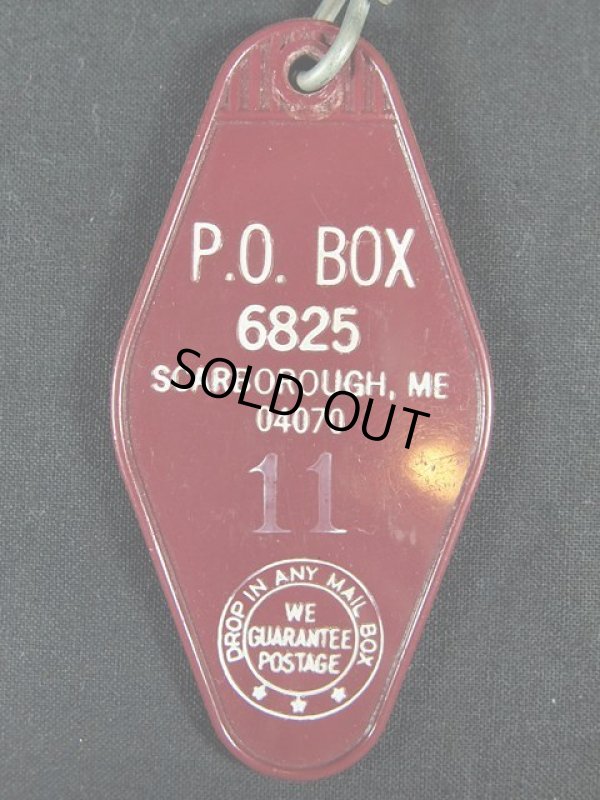 P.O. BOX
6825
SCARBOROUGH, ME
04070
SOLD OUT
11
DROP IN ANY MAIL BOX
WE
GUARANTEE
POSTAGE